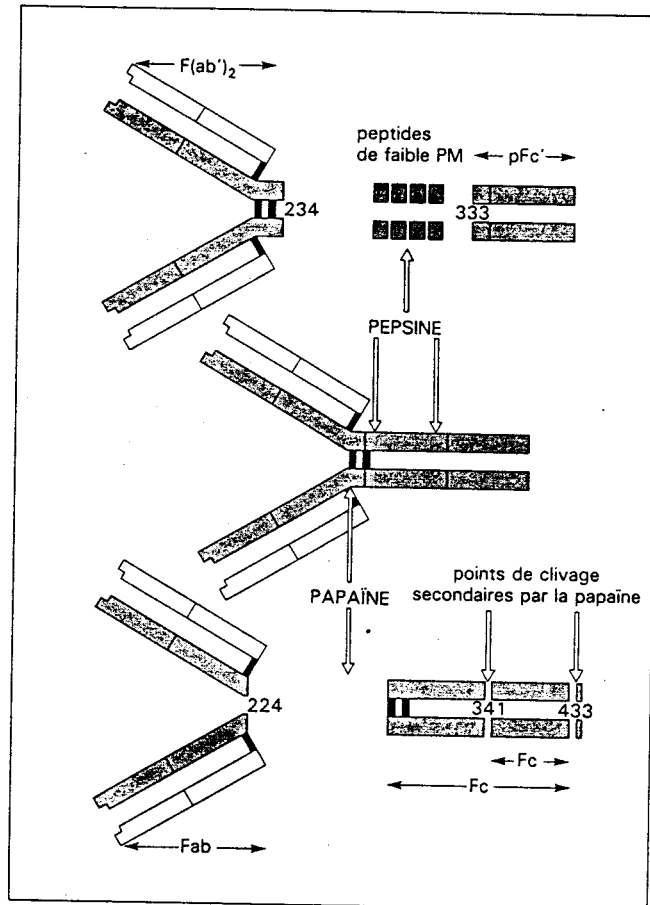 F(ab')₂
peptides
de faible PM
pFc'
234
333
PEPSINE
PAPAÏNE
points de clivage
secondaires par la papaïne
224
341
433
Fc
Fc
Fab